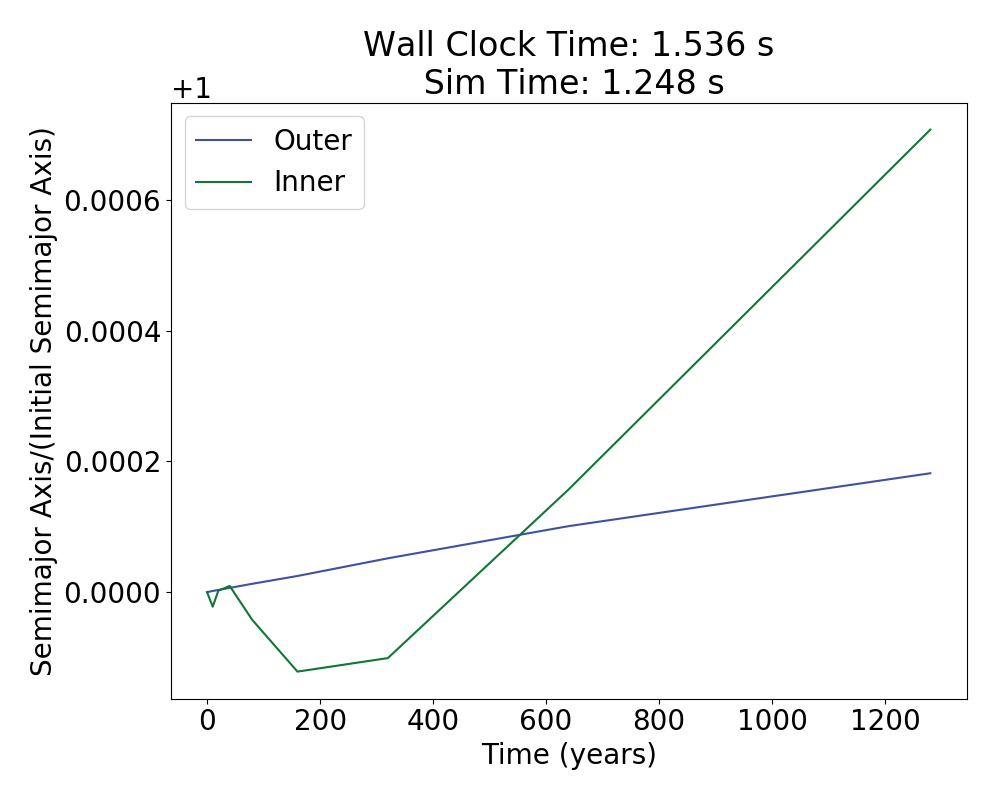 Wall Clock Time: 1.536 s
Sim Time: 1.248 s
+1
Outer
Inner
Semimajor Axis/(Initial Semimajor Axis)
0.0006
0.0004
0.0002
0.0000
0 200 400 600 800 1000 1200
Time (years)